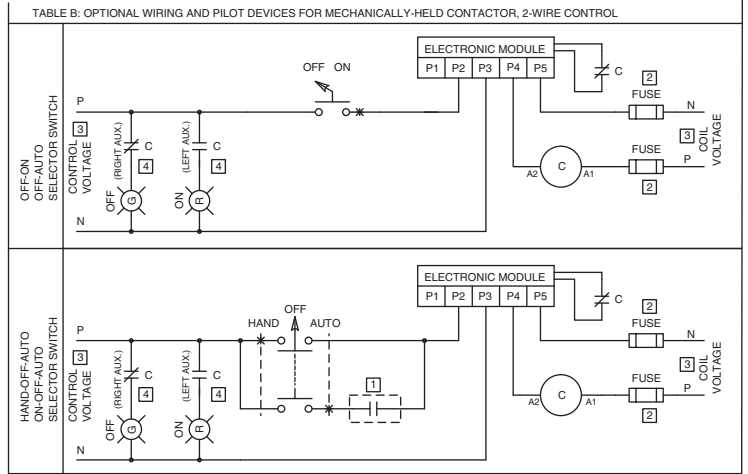 TABLE B: OPTIONAL WIRING AND PILOT DEVICES FOR MECHANICALLY-HELD CONTACTOR, 2-WIRE CONTROL
OFF-ON
OFF-AUTO
SELECTOR SWITCH
P
3
CONTROL
VOLTAGE
N
(RIGHT AUX.)
C
4
OFF
G
(LEFT AUX.)
C
4
ON
R
OFF ON
ELECTRONIC MODULE
P1 P2 P3 P4 P5
C
2
FUSE
N
3
COIL
VOLTAGE
FUSE
P
A2
C
A1
2
HAND-OFF-AUTO
ON-OFF-AUTO
SELECTOR SWITCH
P
3
CONTROL
VOLTAGE
N
(RIGHT AUX.)
C
4
OFF
G
(LEFT AUX.)
C
4
ON
R
OFF
HAND AUTO
1
ELECTRONIC MODULE
P1 P2 P3 P4 P5
C
2
FUSE
N
3
COIL
VOLTAGE
FUSE
P
A2
C
A1
2